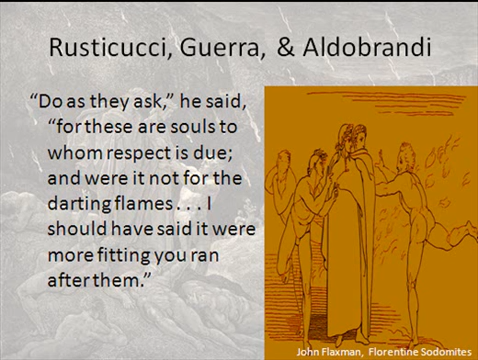 Rusticucci, Guerra, & Aldobrandi
“Do as they ask,” he said,
“for these are souls to
whom respect is due;
and were it not for the
darting flames . . . I
should have said it were
more fitting you ran
after them.”
John Flaxman, Florentine Sodomites